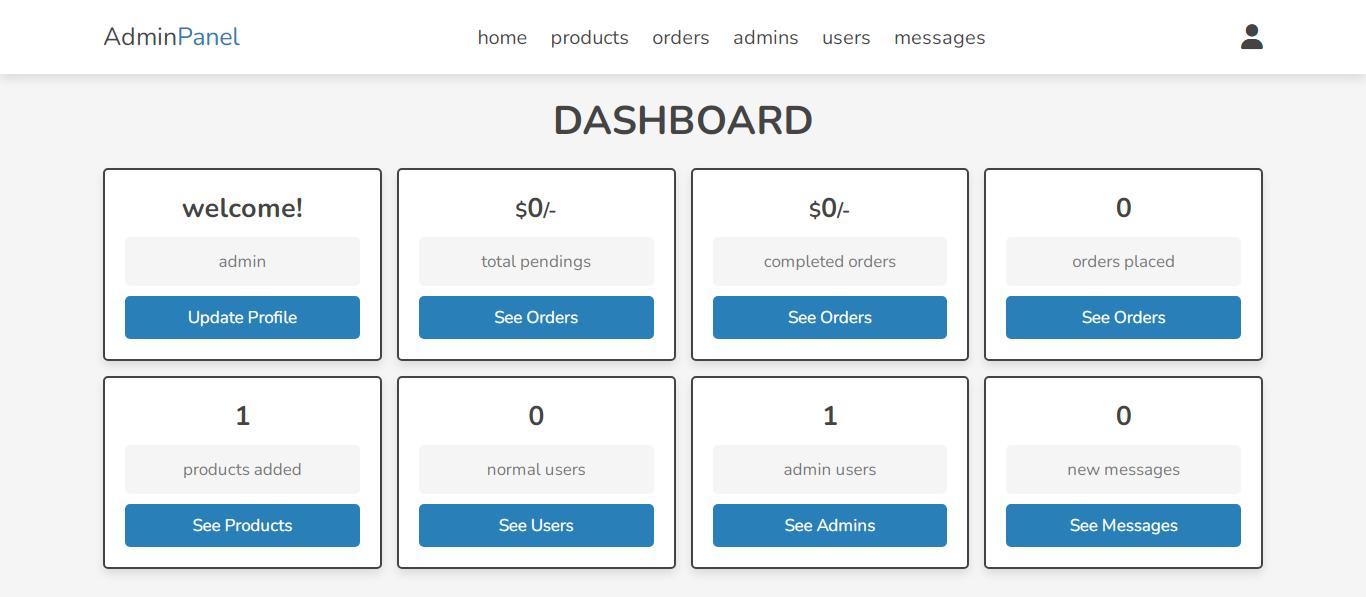 AdminPanel
home products orders admins users messages
DASHBOARD
welcome!
admin
Update Profile
$0/-
total pendings
See Orders
$0/-
completed orders
See Orders
0
orders placed
See Orders
1
products added
See Products
0
normal users
See Users
1
admin users
See Admins
0
new messages
See Messages